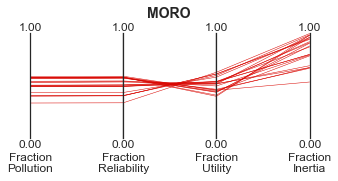 MORO
1.00 1.00 1.00 1.00
0.00 0.00 0.00 0.00
Fraction Fraction Fraction Fraction
Pollution Reliability Utility Inertia